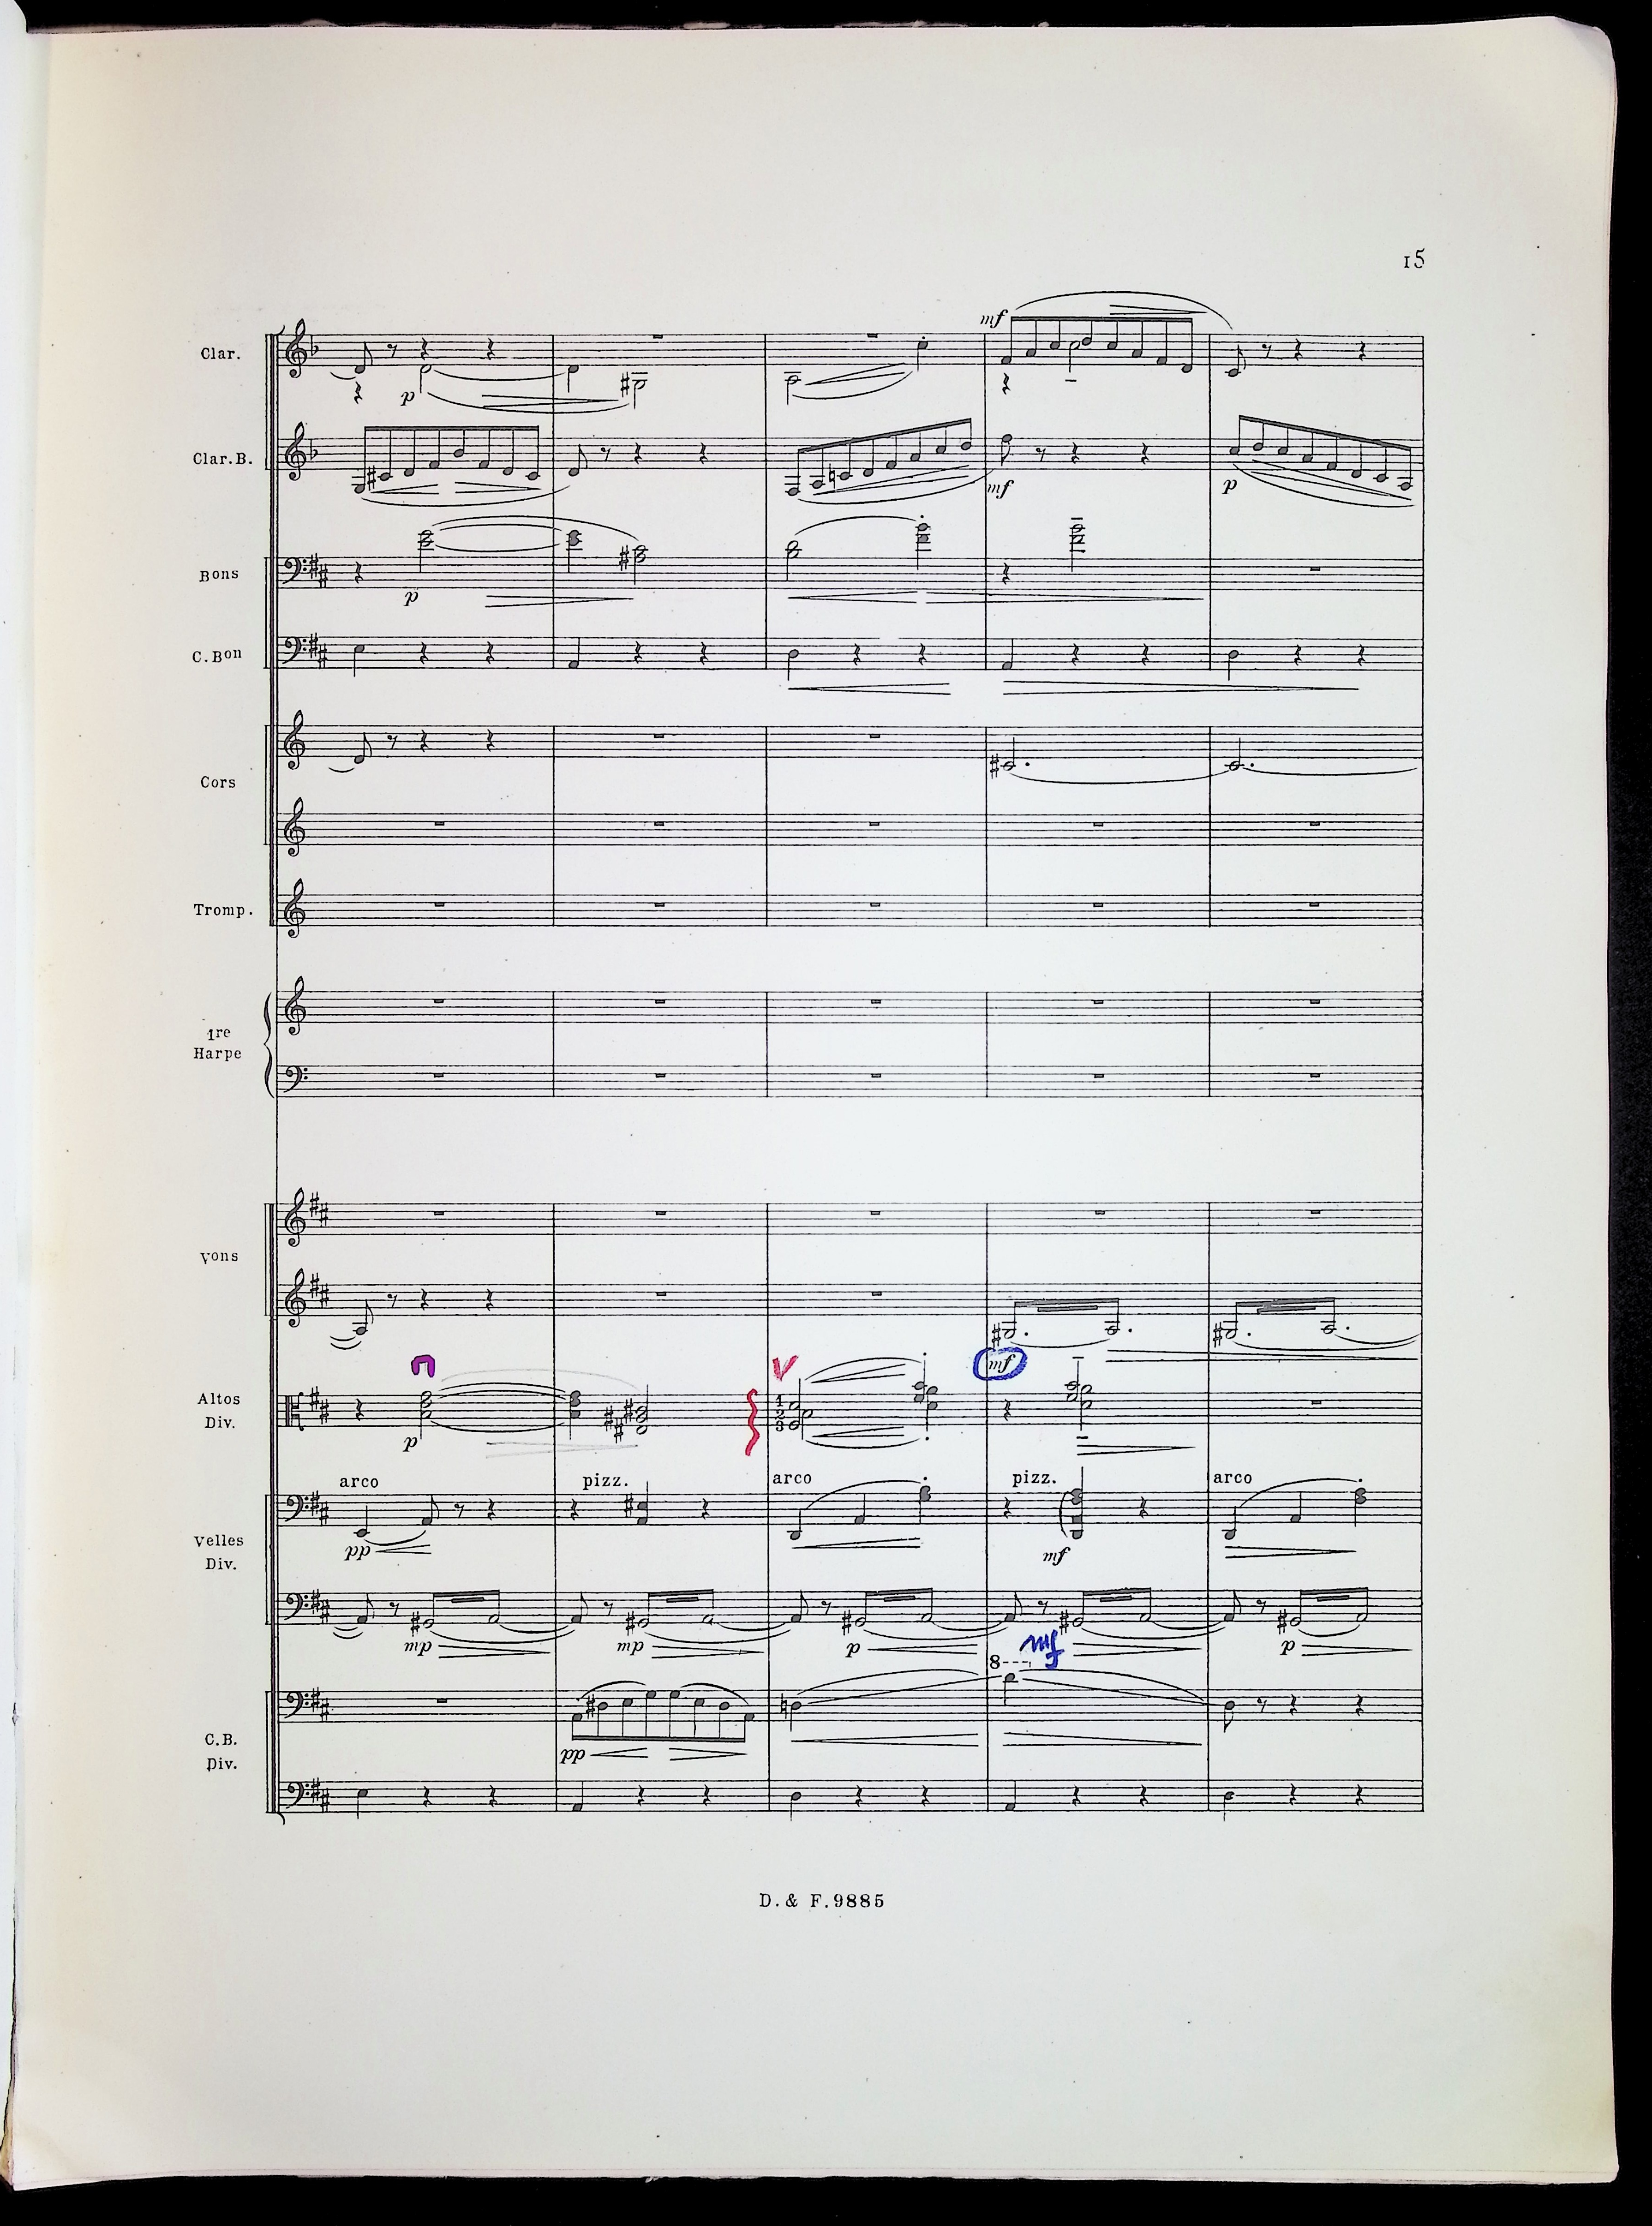 15
mf
Clar.
p
Clar.B.
mf
p
Bons
p
C.Bon
Cors
Tromp.
1re
Harpe
Vons
mf
Altos
Div.
1
2
3
p
arco pizz. arco pizz. arco
Velles
Div.
pp mf
mp mp p p
mf
8
C.B.
Div.
pp
D. & F. 9885